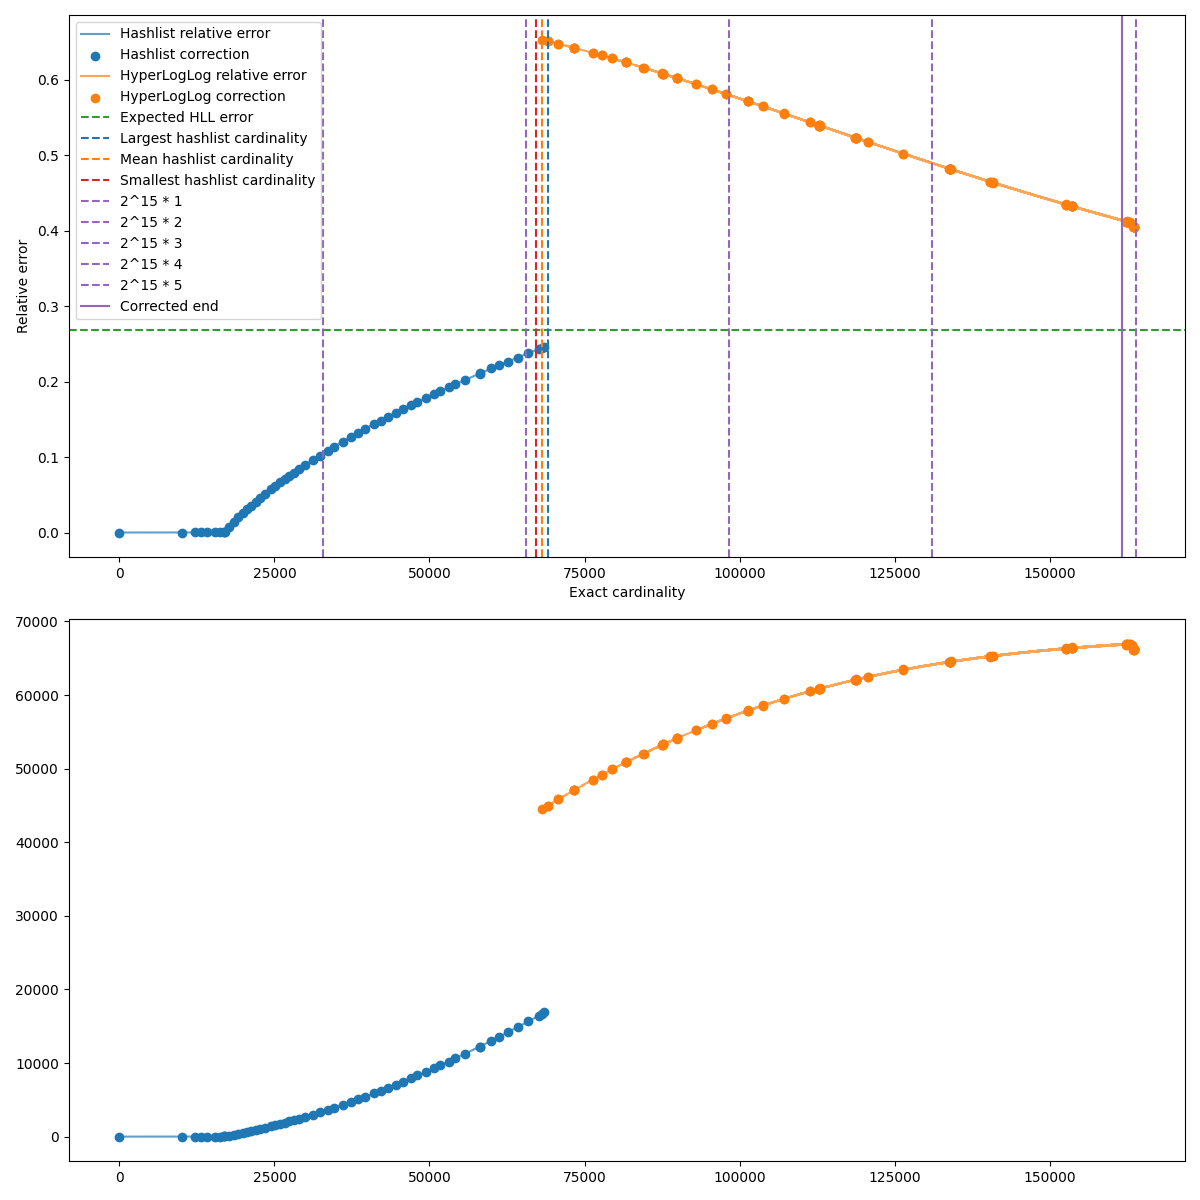 Hashlist relative error
Hashlist correction
HyperLogLog relative error
HyperLogLog correction
Expected HLL error
Largest hashlist cardinality
Mean hashlist cardinality
Smallest hashlist cardinality
2^15 * 1
2^15 * 2
2^15 * 3
2^15 * 4
2^15 * 5
Corrected end
Relative error
0.6
0.5
0.4
0.3
0.2
0.1
0.0
0 25000 50000 75000 100000 125000 150000
Exact cardinality
70000
60000
50000
40000
30000
20000
10000
0
0 25000 50000 75000 100000 125000 150000